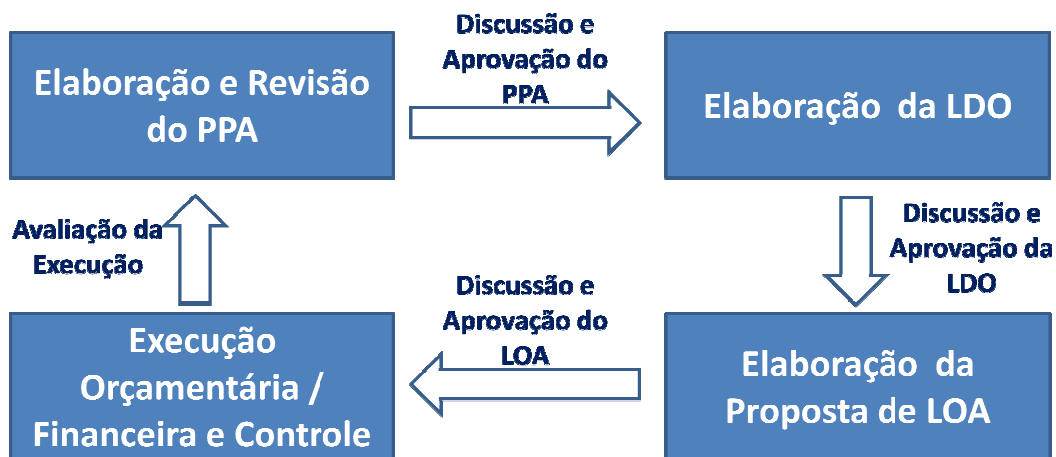 Elaboração e Revisão
do PPA
Discussão e
Aprovação do
PPA
Elaboração da LDO
Discussão e
Aprovação da
LDO
Elaboração da
Proposta de LOA
Discussão e
Aprovação do
LOA
Execução
Orçamentária /
Financeira e Controle
Avaliação da
Execução